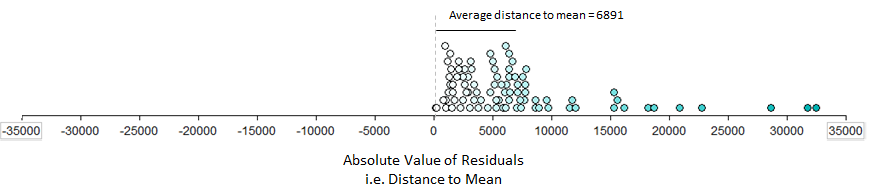 Average distance to mean = 6891
-35000 -30000 -25000 -20000 -15000 -10000 -5000 0 5000 10000 15000 20000 25000 30000 35000
Absolute Value of Residuals
i.e. Distance to Mean